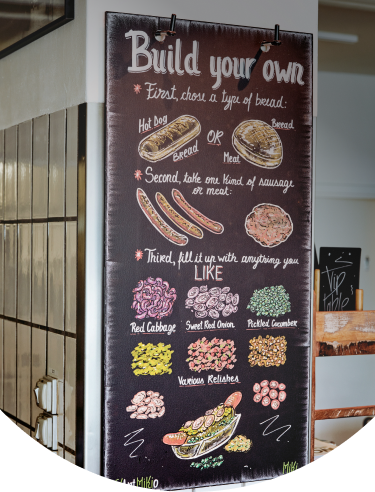 Build your own
* First, chose a type of bread:
Hot Dog Bread
OR
Bread Meat
* Second, take one kind of sausage
or meat:
* Third, fill it up with anything you
LIKE
Red Cabbage Sweet Red Onion Pickled Cucumber
Various Relishes
TIP